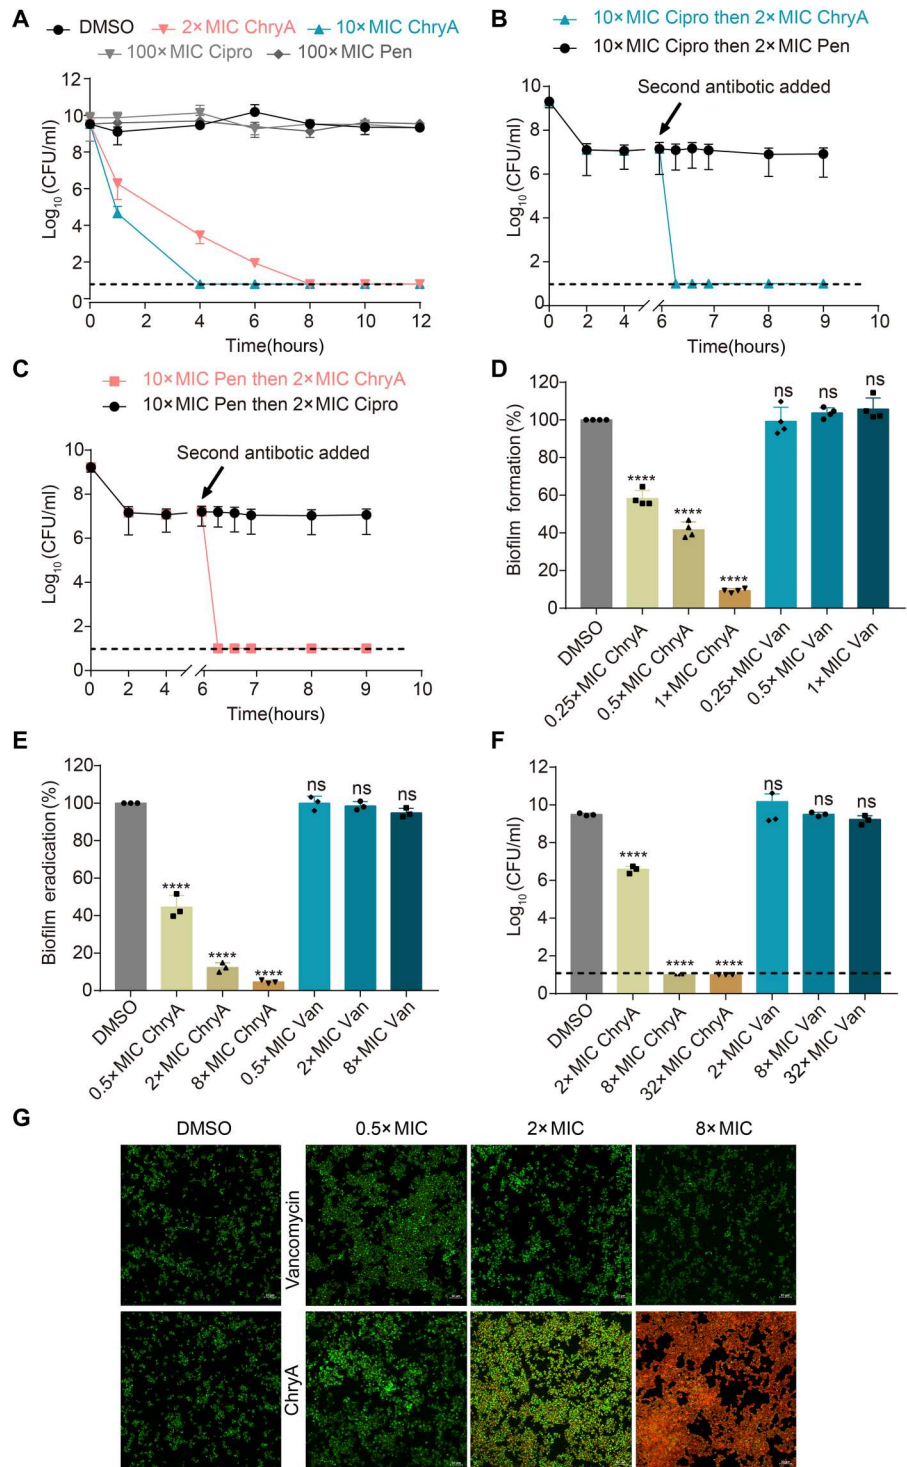 A
DMSO 2×MIC ChryA 10×MIC ChryA
100×MIC Cipro 100×MIC Pen
Log10(CFU/ml)
12
10
8
6
4
2
0
0 2 4 6 8 10 12
Time(hours)
B
10×MIC Cipro then 2×MIC ChryA
10×MIC Cipro then 2×MIC Pen
Second antibotic added
Log10(CFU/ml)
10
8
6
4
2
0
0 2 4 6 7 8 9 10
Time(hours)
C
10×MIC Pen then 2×MIC ChryA
10×MIC Pen then 2×MIC Cipro
Second antibotic added
Log10(CFU/ml)
10
8
6
4
2
0
0 2 4 6 7 8 9 10
Time(hours)
D
Biofilm formation(%)
120
100
80
60
40
20
0
**** **** **** ns ns ns
DMSO
0.25×MIC ChryA
0.5×MIC ChryA
1×MIC ChryA
0.25×MIC Van
0.5×MIC Van
1×MIC Van
E
Biofilm eradication(%)
120
100
80
60
40
20
0
**** **** **** ns ns ns
DMSO
0.5×MIC ChryA
2×MIC ChryA
8×MIC ChryA
0.5×MIC Van
2×MIC Van
8×MIC Van
F
Log10(CFU/ml)
12
10
8
6
4
2
0
**** **** **** ns ns ns
DMSO
2×MIC ChryA
8×MIC ChryA
32×MIC ChryA
2×MIC Van
8×MIC Van
32×MIC Van
G
DMSO 0.5×MIC 2×MIC 8×MIC
Vancomycin
ChryA